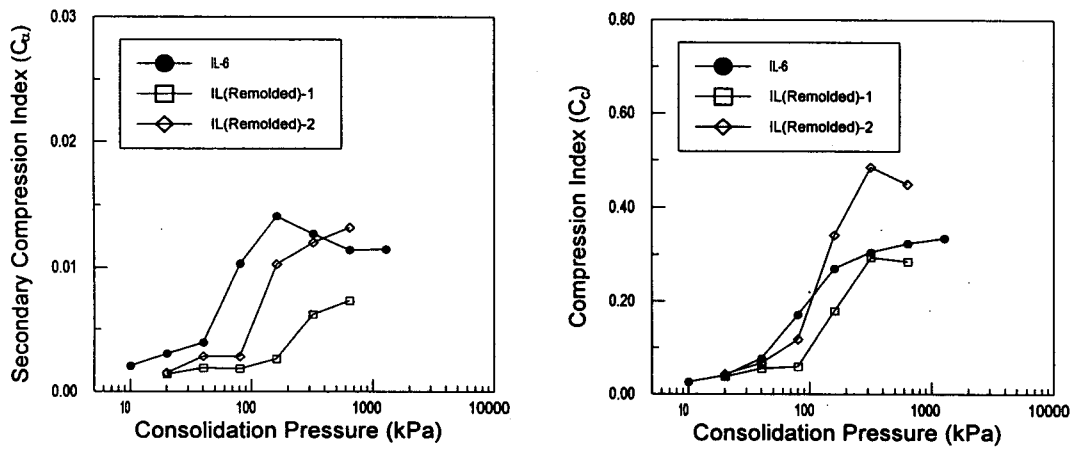 Secondary Compression Index (Cα)
0.03
0.02
0.01
0.00
IL-6
IL(Remolded)-1
IL(Remolded)-2
10 100 1000 10000
Consolidation Pressure (kPa)
Compression Index (Cc)
0.80
0.60
0.40
0.20
0.00
IL-6
IL(Remolded)-1
IL(Remolded)-2
10 100 1000 10000
Consolidation Pressure (kPa)